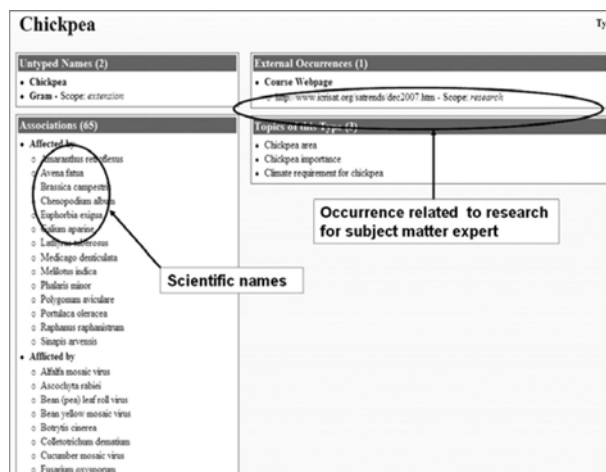 Chickpea
Ty
Untyped Names (2)
• Chickpea
• Gram - Scope: extension
Associations (65)
• Affected by
o Amaranthus retroflexus
o Avena fatua
o Brassica campestris
o Chenopodium album
o Euphorbia exigua
o Galium aparine
o Lathyrus tuberosus
o Medicago denticulata
o Melilotus indica
o Phalaris minor
o Polygonum aviculare
o Portulaca oleracea
o Raphanus raphanistrum
o Sinapis arvensis
• Afflicted by
o Alfalfa mosaic virus
o Ascochyta rabiei
o Bean (pea) leaf roll virus
o Bean yellow mosaic virus
o Botrytis cinerea
o Colletotrichum dematium
o Cucumber mosaic virus
o Fusarium oxysporum
External Occurrences (1)
• Course Webpage
o http://www.icrisat.org/satrends/dec2007.htm - Scope: research
Topics of this Type (3)
• Chickpea area
• Chickpea importance
• Climate requirement for chickpea
Occurrence related to research
for subject matter expert
Scientific names